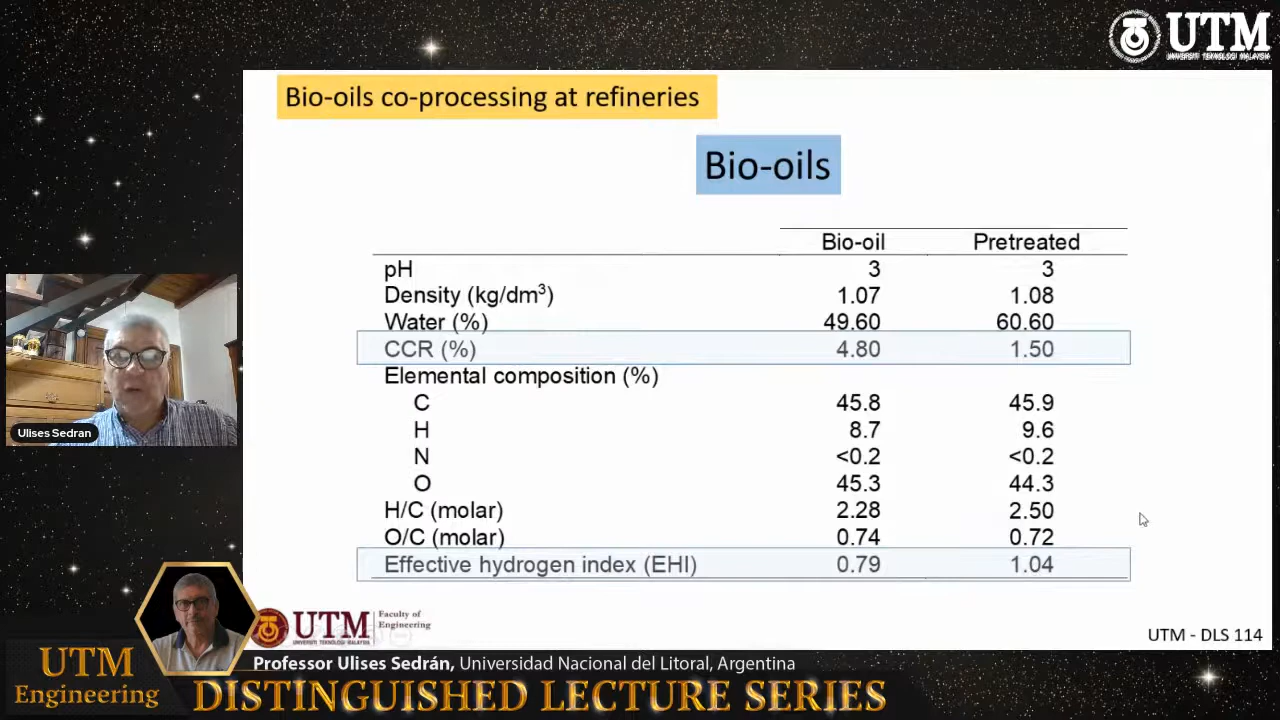 UTM
UNIVERSITI TEKNOLOGI MALAYSIA
Bio-oils co-processing at refineries
Bio-oils
Bio-oil Pretreated
pH 3 3
Density (kg/dm³) 1.07 1.08
Water (%) 49.60 60.60
CCR (%) 4.80 1.50
Elemental composition (%)
C 45.8 45.9
H 8.7 9.6
N <0.2 <0.2
O 45.3 44.3
H/C (molar) 2.28 2.50
O/C (molar) 0.74 0.72
Effective hydrogen index (EHI) 0.79 1.04
Ulises Sedran
UTM
UNIVERSITI TEKNOLOGI MALAYSIA
Faculty of
Engineering
UTM - DLS 114
UTM
Engineering
Professor Ulises Sedrán, Universidad Nacional del Litoral, Argentina
DISTINGUISHED LECTURE SERIES